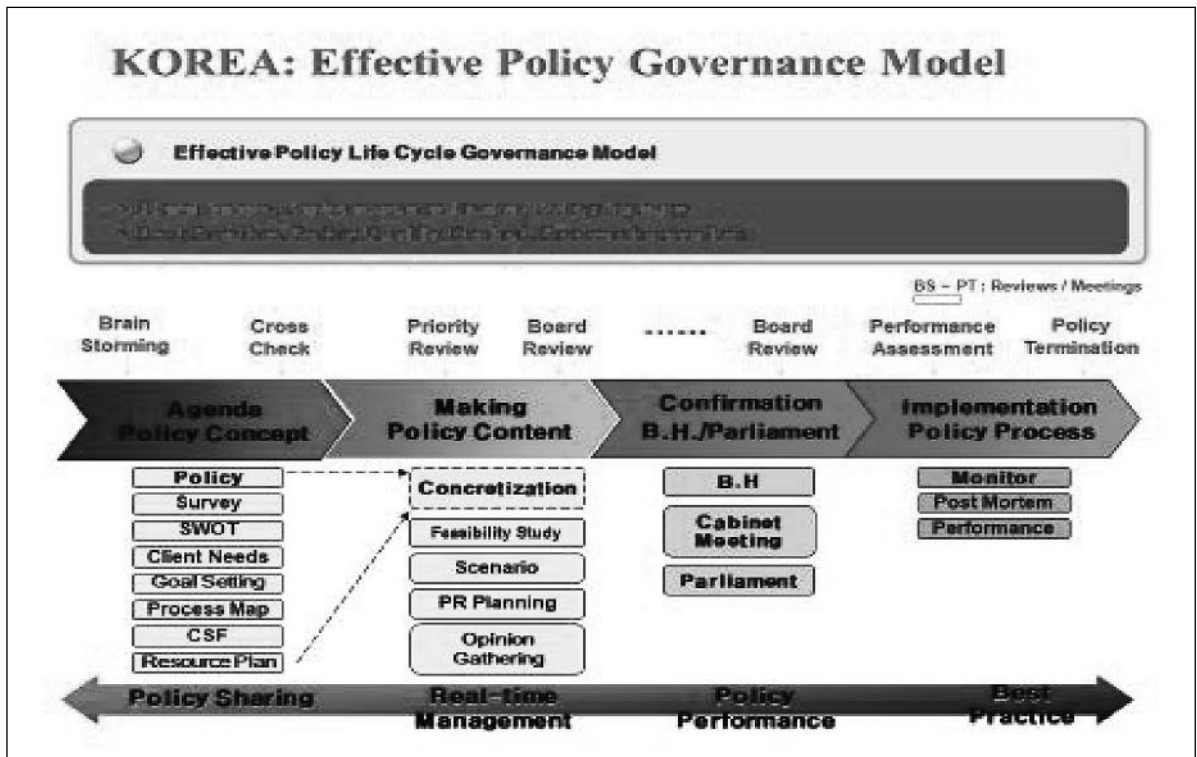 KOREA: Effective Policy Governance Model
Effective Policy Life Cycle Governance Model
BS - PT : Reviews / Meetings
Brain
Storming
Cross
Check
Priority
Review
Board
Review
......
Board
Review
Performance
Assessment
Policy
Termination
Agenda
Policy Concept
Making
Policy Content
Confirmation
B.H./Parliament
Implementation
Policy Process
Policy
Survey
SWOT
Client Needs
Goal Setting
Process Map
CSF
Resource Plan
Concretization
Feasibility Study
Scenario
PR Planning
Opinion
Gathering
B.H
Cabinet
Meeting
Parliament
Monitor
Post Mortem
Performance
Policy Sharing
Real-time
Management
Policy
Performance
Best
Practice